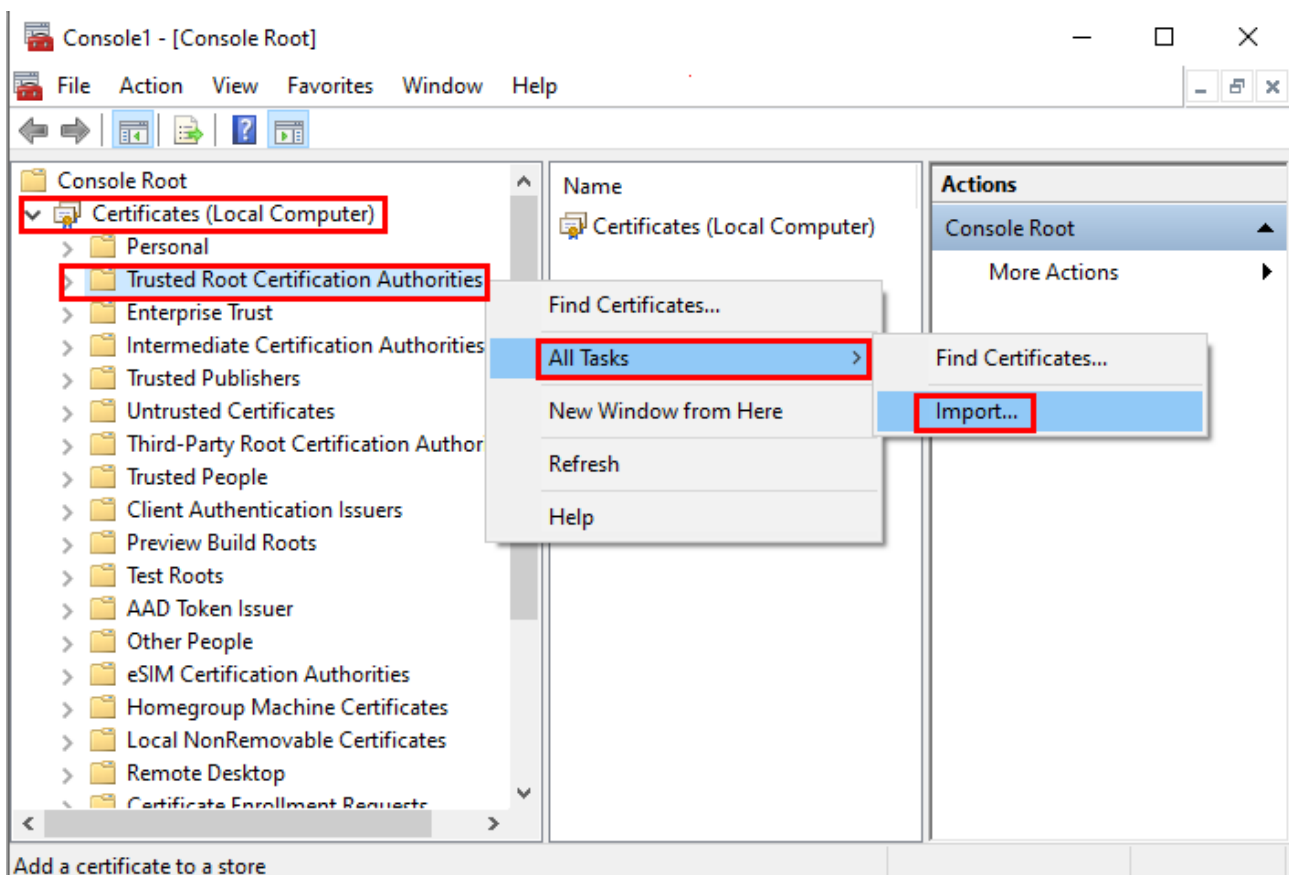 Console1 - [Console Root]
File Action View Favorites Window Help
Console Root
Certificates (Local Computer)
Personal
Trusted Root Certification Authorities
Enterprise Trust
Intermediate Certification Authorities
Trusted Publishers
Untrusted Certificates
Third-Party Root Certification Author
Trusted People
Client Authentication Issuers
Preview Build Roots
Test Roots
AAD Token Issuer
Other People
eSIM Certification Authorities
Homegroup Machine Certificates
Local NonRemovable Certificates
Remote Desktop
Certificate Enrollment Requests
Name
Certificates (Local Computer)
Find Certificates...
All Tasks
New Window from Here
Refresh
Help
Find Certificates...
Import...
Actions
Console Root
More Actions
Add a certificate to a store